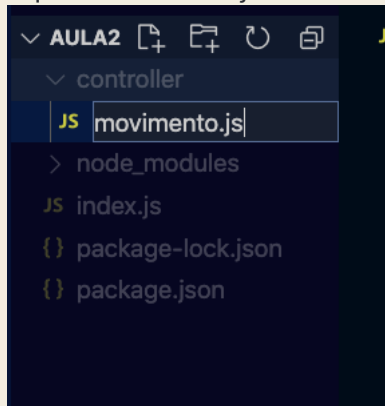 AULA2
controller
JS movimento.js
node_modules
JS index.js
{} package-lock.json
{} package.json